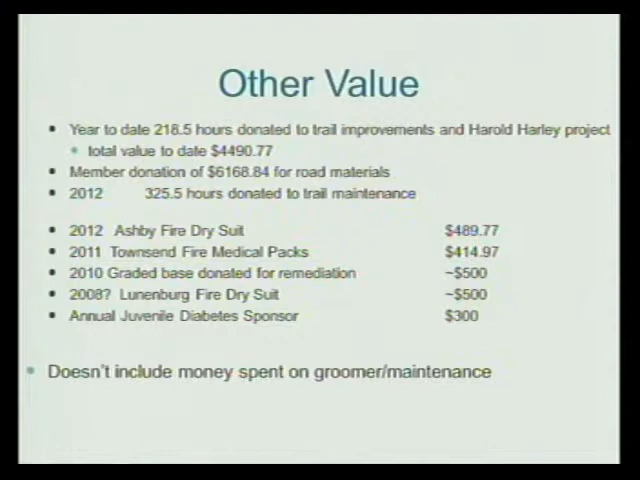 Other Value
• Year to date 218.5 hours donated to trail improvements and Harold Harley project
• total value to date $4490.77
• Member donation of $6168.84 for road materials
• 2012 325.5 hours donated to trail maintenance
• 2012 Ashby Fire Dry Suit $489.77
• 2011 Townsend Fire Medical Packs $414.97
• 2010 Graded base donated for remediation ~$500
• 2008? Lunenburg Fire Dry Suit ~$500
• Annual Juvenile Diabetes Sponsor $300
• Doesn't include money spent on groomer/maintenance